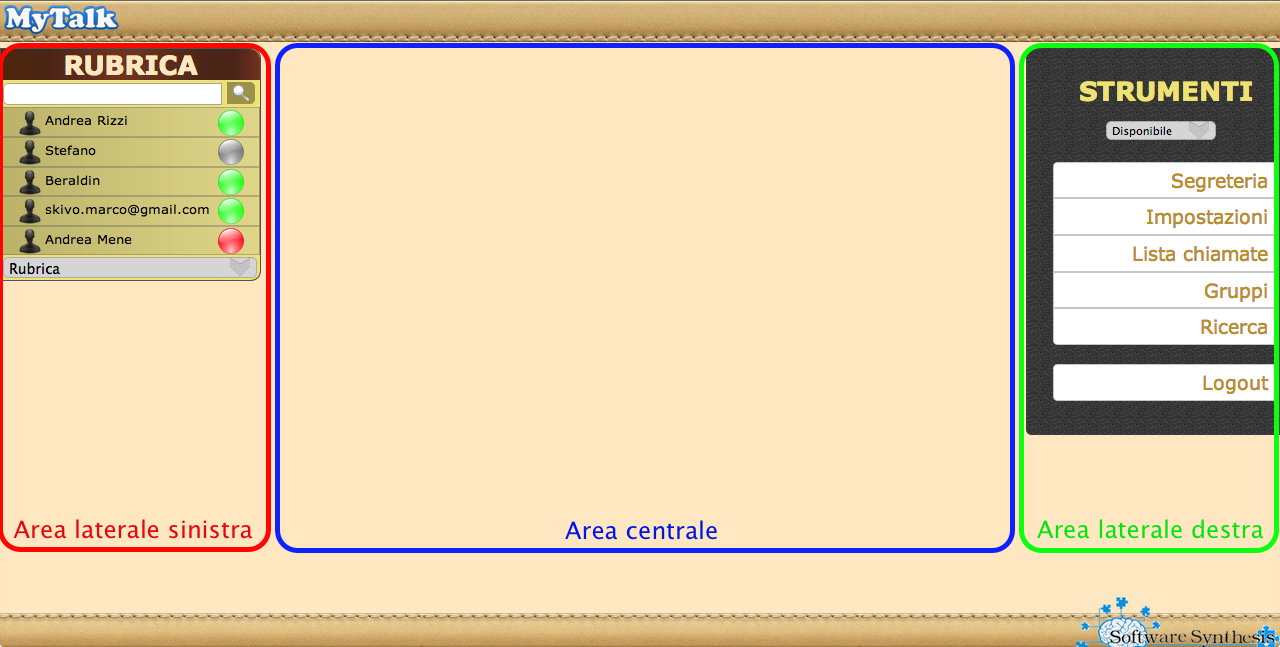 MyTalk
RUBRICA
Andrea Rizzi
Stefano
Beraldin
skivo.marco@gmail.com
Andrea Mene
Rubrica
Area laterale sinistra
Area centrale
STRUMENTI
Disponibile
Segreteria
Impostazioni
Lista chiamate
Gruppi
Ricerca
Logout
Area laterale destra
Software Synthesis